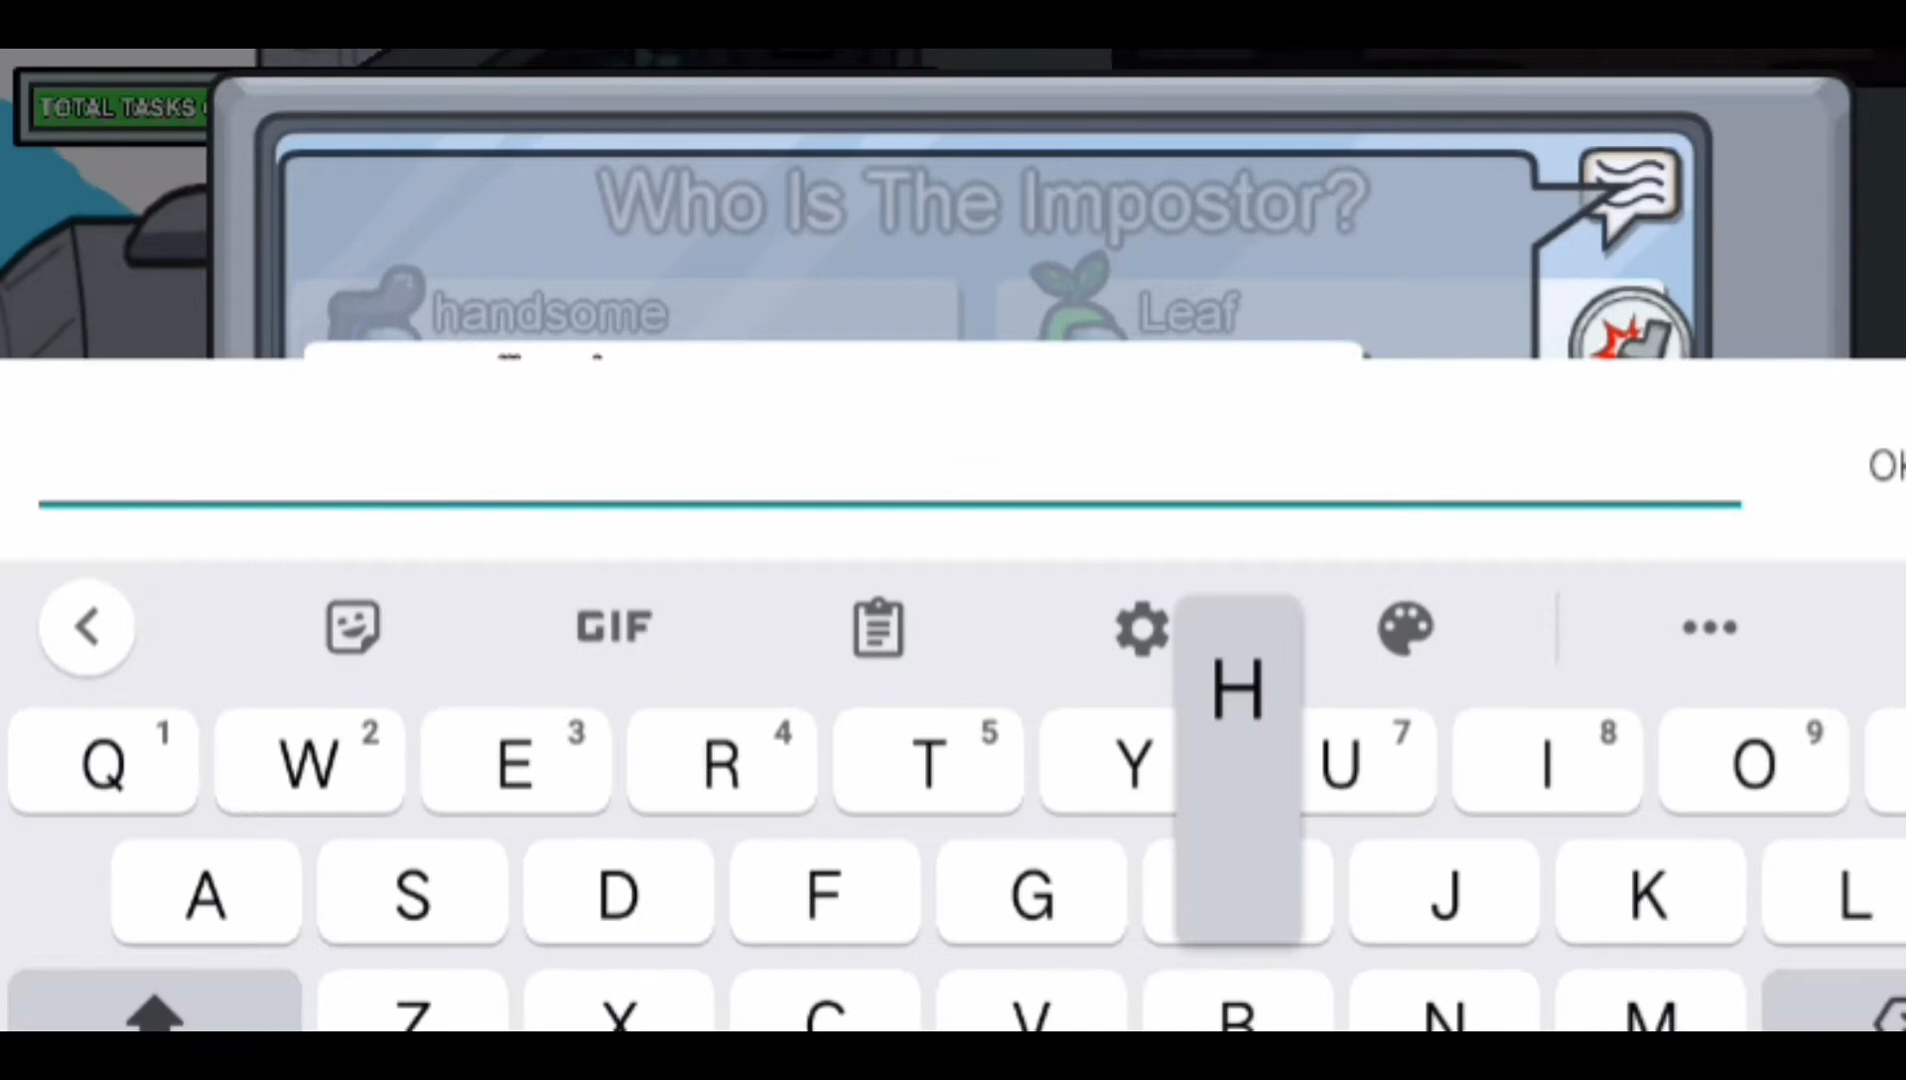 TOTAL TASKS
Who Is The Impostor?
handsome
Leaf
GIF
H
Q 1 W 2 E 3 R 4 T 5 Y U 7 I 8 O 9
A S D F G J K L
Z X C V B N M